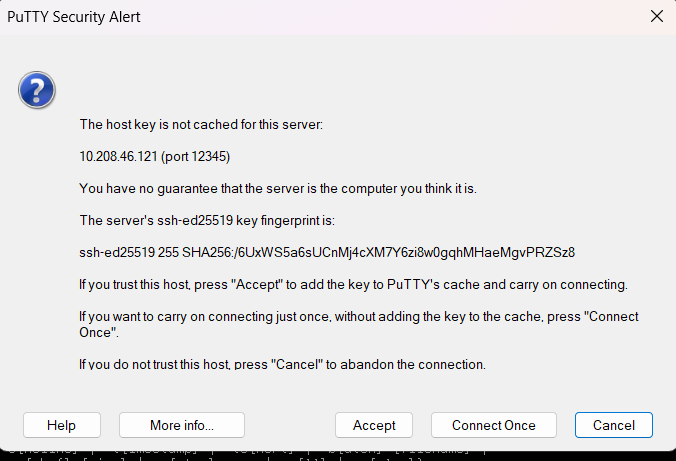 PuTTY Security Alert
The host key is not cached for this server:
10.208.46.121 (port 12345)
You have no guarantee that the server is the computer you think it is.
The server's ssh-ed25519 key fingerprint is:
ssh-ed25519 255 SHA256:/6UxWS5a6sUCnMj4cXM7Y6zi8w0gqhMHaeMgvPRZSz8
If you trust this host, press "Accept" to add the key to PuTTY's cache and carry on connecting.
If you want to carry on connecting just once, without adding the key to the cache, press "Connect
Once".
If you do not trust this host, press "Cancel" to abandon the connection.
Help
More info...
Accept
Connect Once
Cancel